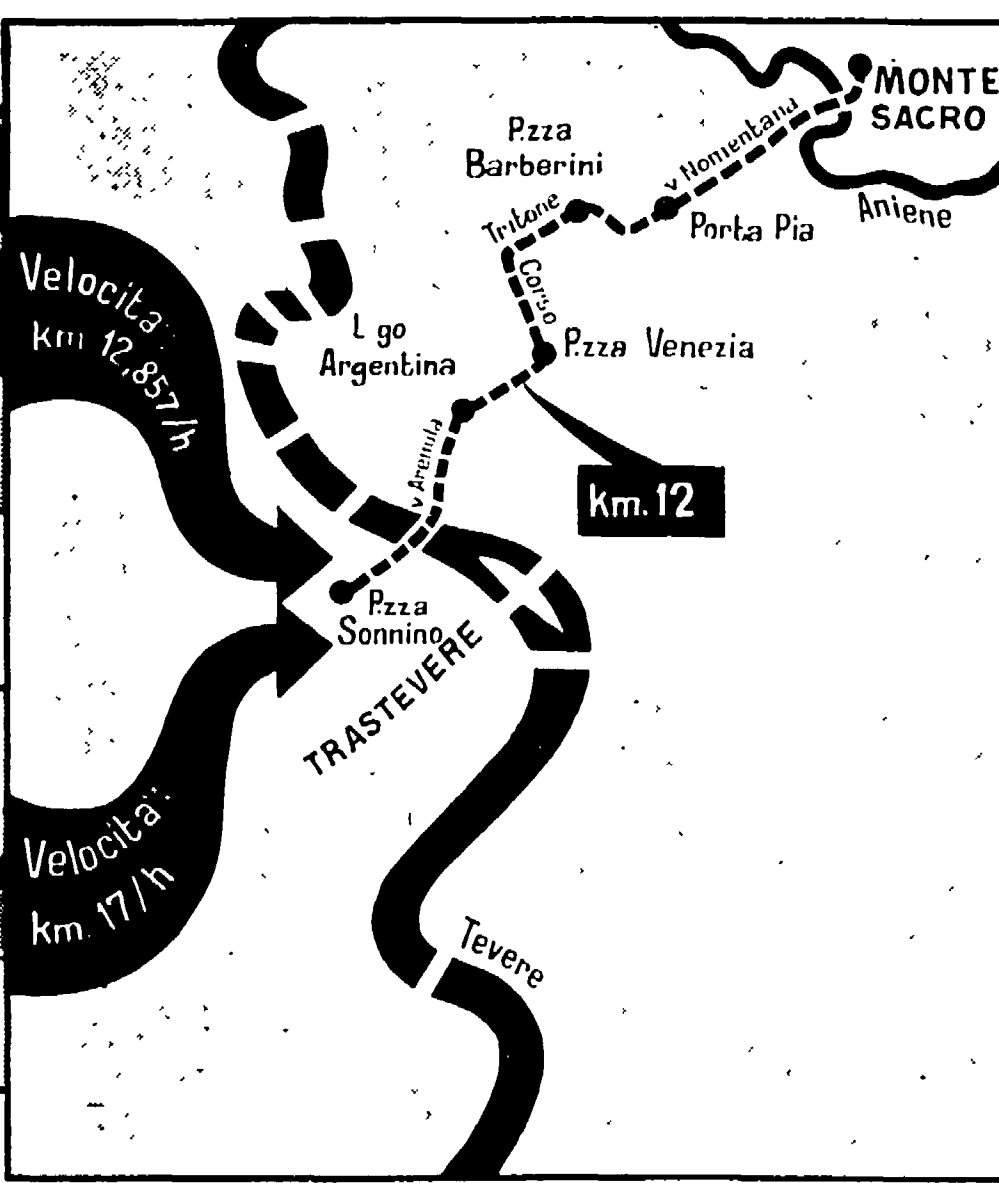 MONTE
SACRO
P.zza
Barberini
v Nomentana
Tritone
Porta Pia
Aniene
Corso
Velocita':
km 12,857/h
L go
Argentina
P.zza Venezia
v Arenula
km. 12
P.zza
Sonnino
TRASTEVERE
Velocita':
km. 17/h
Tevere